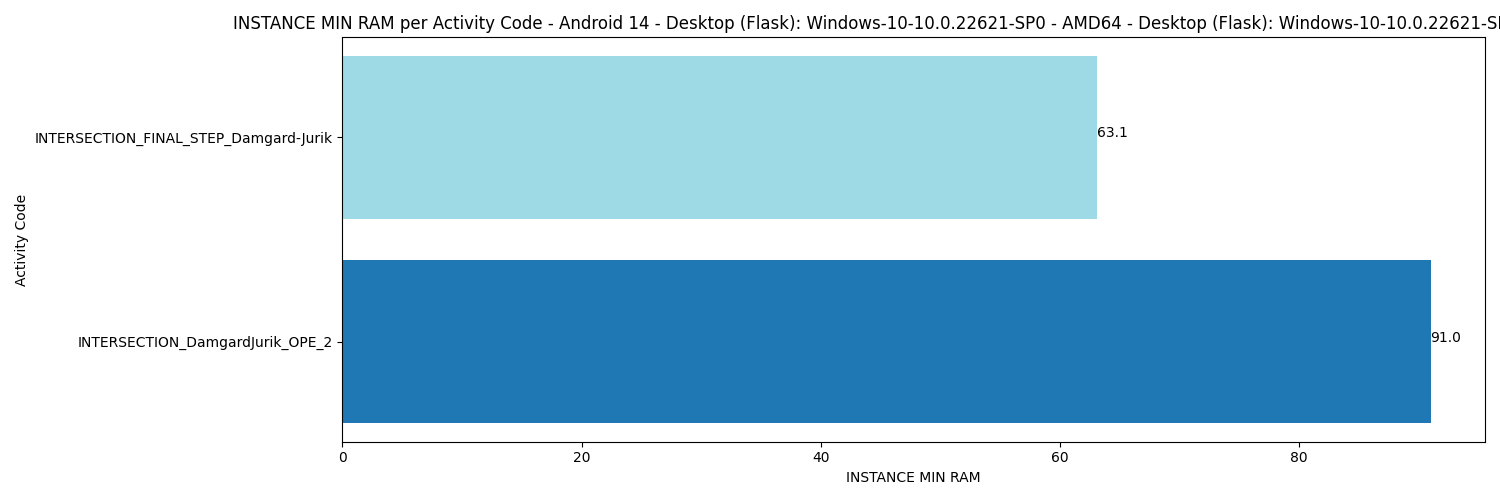 INSTANCE MIN RAM per Activity Code - Android 14 - Desktop (Flask): Windows-10-10.0.22621-SP0 - AMD64 - Desktop (Flask): Windows-10-10.0.22621-S
INTERSECTION_FINAL_STEP_Damgard-Jurik
63.1
Activity Code
INTERSECTION_DamgardJurik_OPE_2
91.0
0 20 40 60 80
INSTANCE MIN RAM